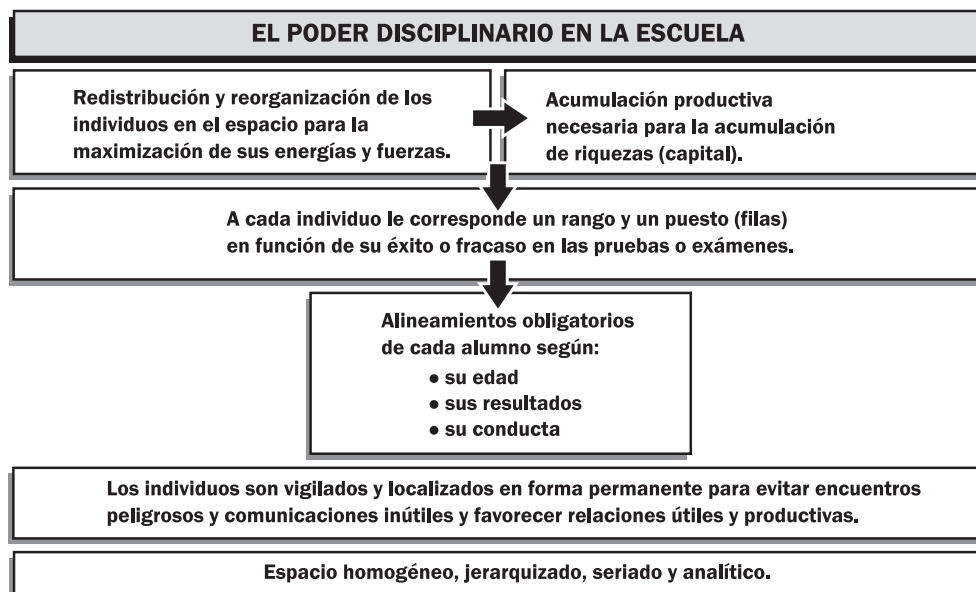 EL PODER DISCIPLINARIO EN LA ESCUELA
Redistribución y reorganización de los
individuos en el espacio para la
maximización de sus energías y fuerzas.
Acumulación productiva
necesaria para la acumulación
de riquezas (capital).
A cada individuo le corresponde un rango y un puesto (filas)
en función de su éxito o fracaso en las pruebas o exámenes.
Alineamientos obligatorios
de cada alumno según:
• su edad
• sus resultados
• su conducta
Los individuos son vigilados y localizados en forma permanente para evitar encuentros
peligrosos y comunicaciones inútiles y favorecer relaciones útiles y productivas.
Espacio homogéneo, jerarquizado, seriado y analítico.